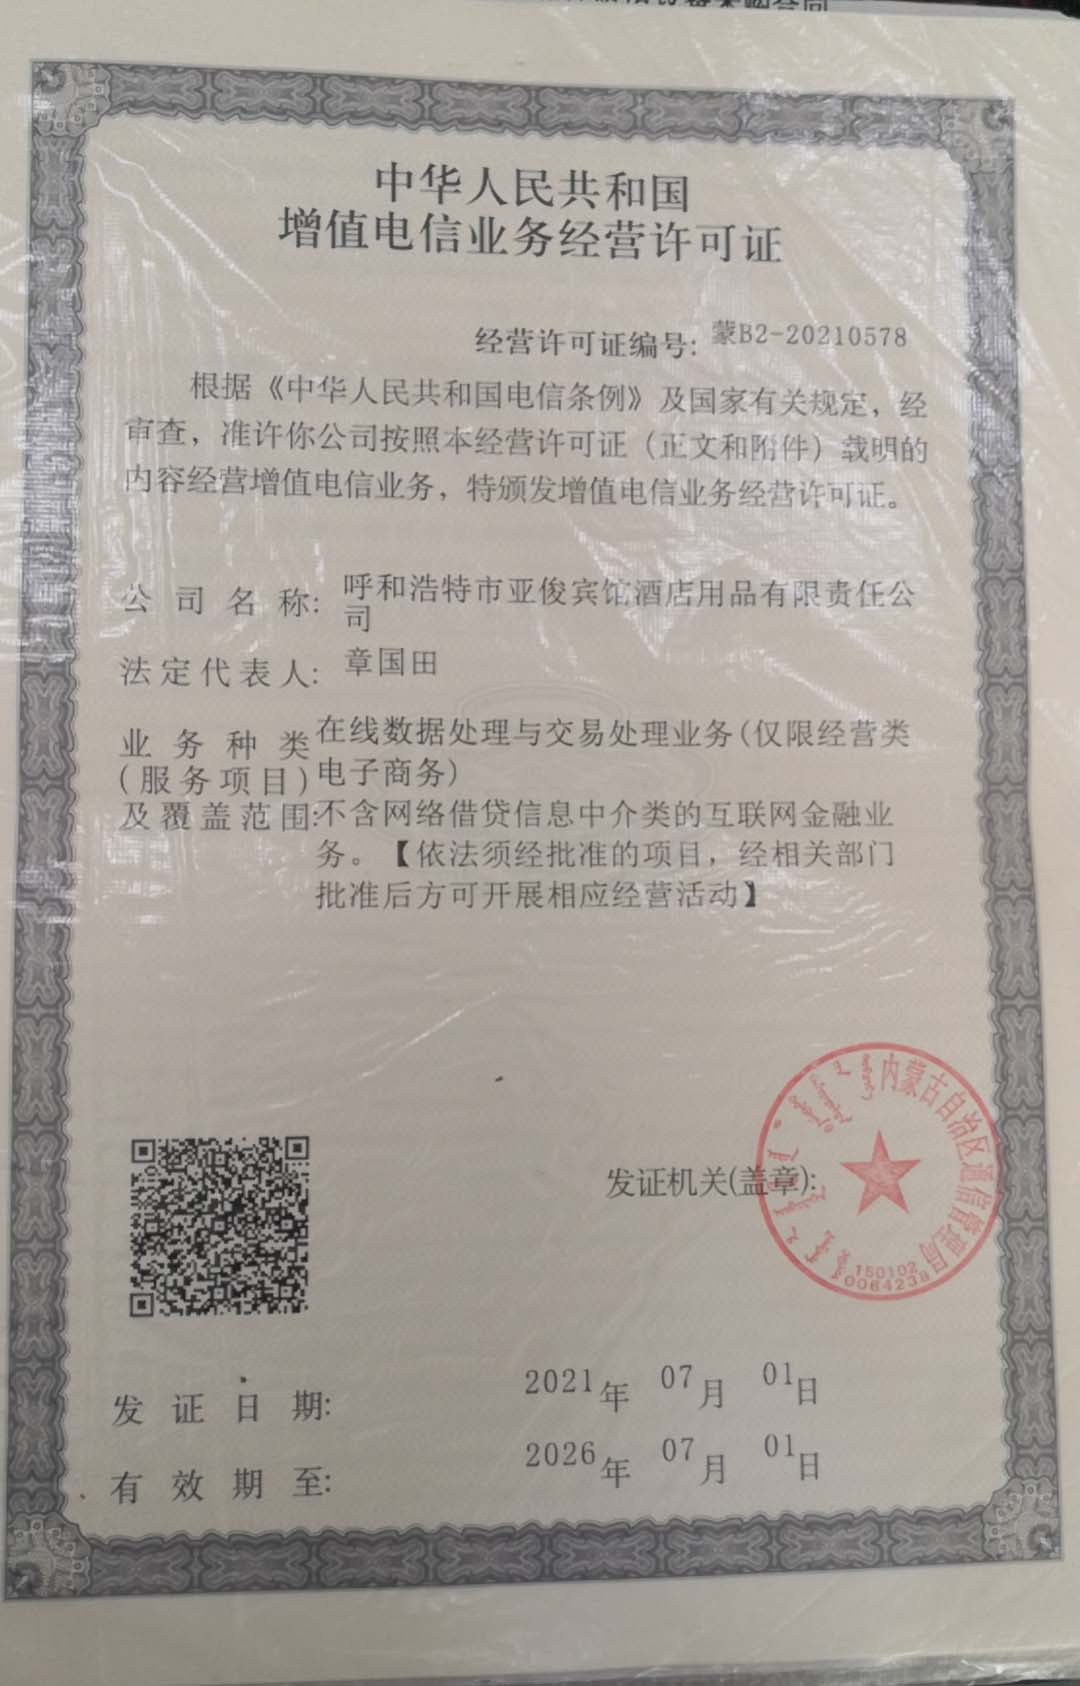 中华人民共和国
增值电信业务经营许可证
经营许可证编号: 蒙B2-20210578
根据《中华人民共和国电信条例》及国家有关规定，经
审查，准许你公司按照本经营许可证（正文和附件）载明的
内容经营增值电信业务，特颁发增值电信业务经营许可证。
公司名称: 呼和浩特市亚俊宾馆酒店用品有限责任公
司
法定代表人: 章国田
业务种类 在线数据处理与交易处理业务(仅限经营类
(服务项目) 电子商务)
及覆盖范围: 不含网络借贷信息中介类的互联网金融业
务。【依法须经批准的项目，经相关部门
批准后方可开展相应经营活动】
发证机关(盖章):
内蒙古自治区通信管理局
150102
0064238
发证日期: 2021年 07月 01日
有效期至: 2026年 07月 01日